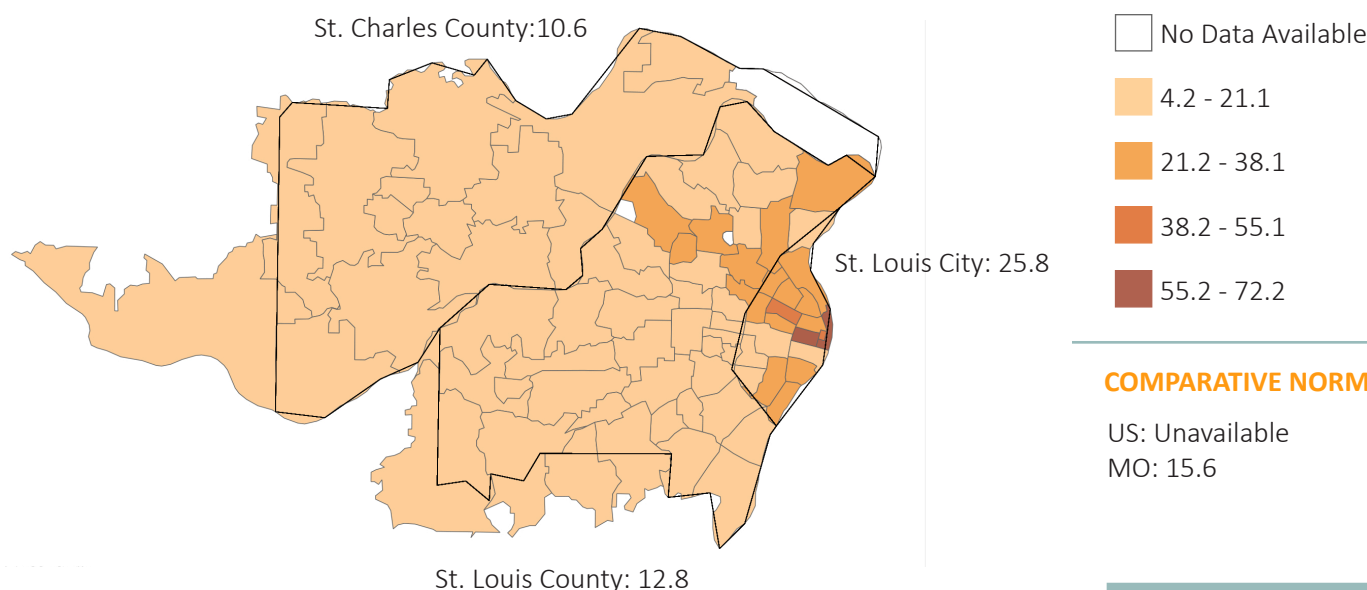 St. Charles County:10.6
St. Louis City: 25.8
St. Louis County: 12.8
No Data Available
4.2 - 21.1
21.2 - 38.1
38.2 - 55.1
55.2 - 72.2
COMPARATIVE NORM
US: Unavailable
MO: 15.6